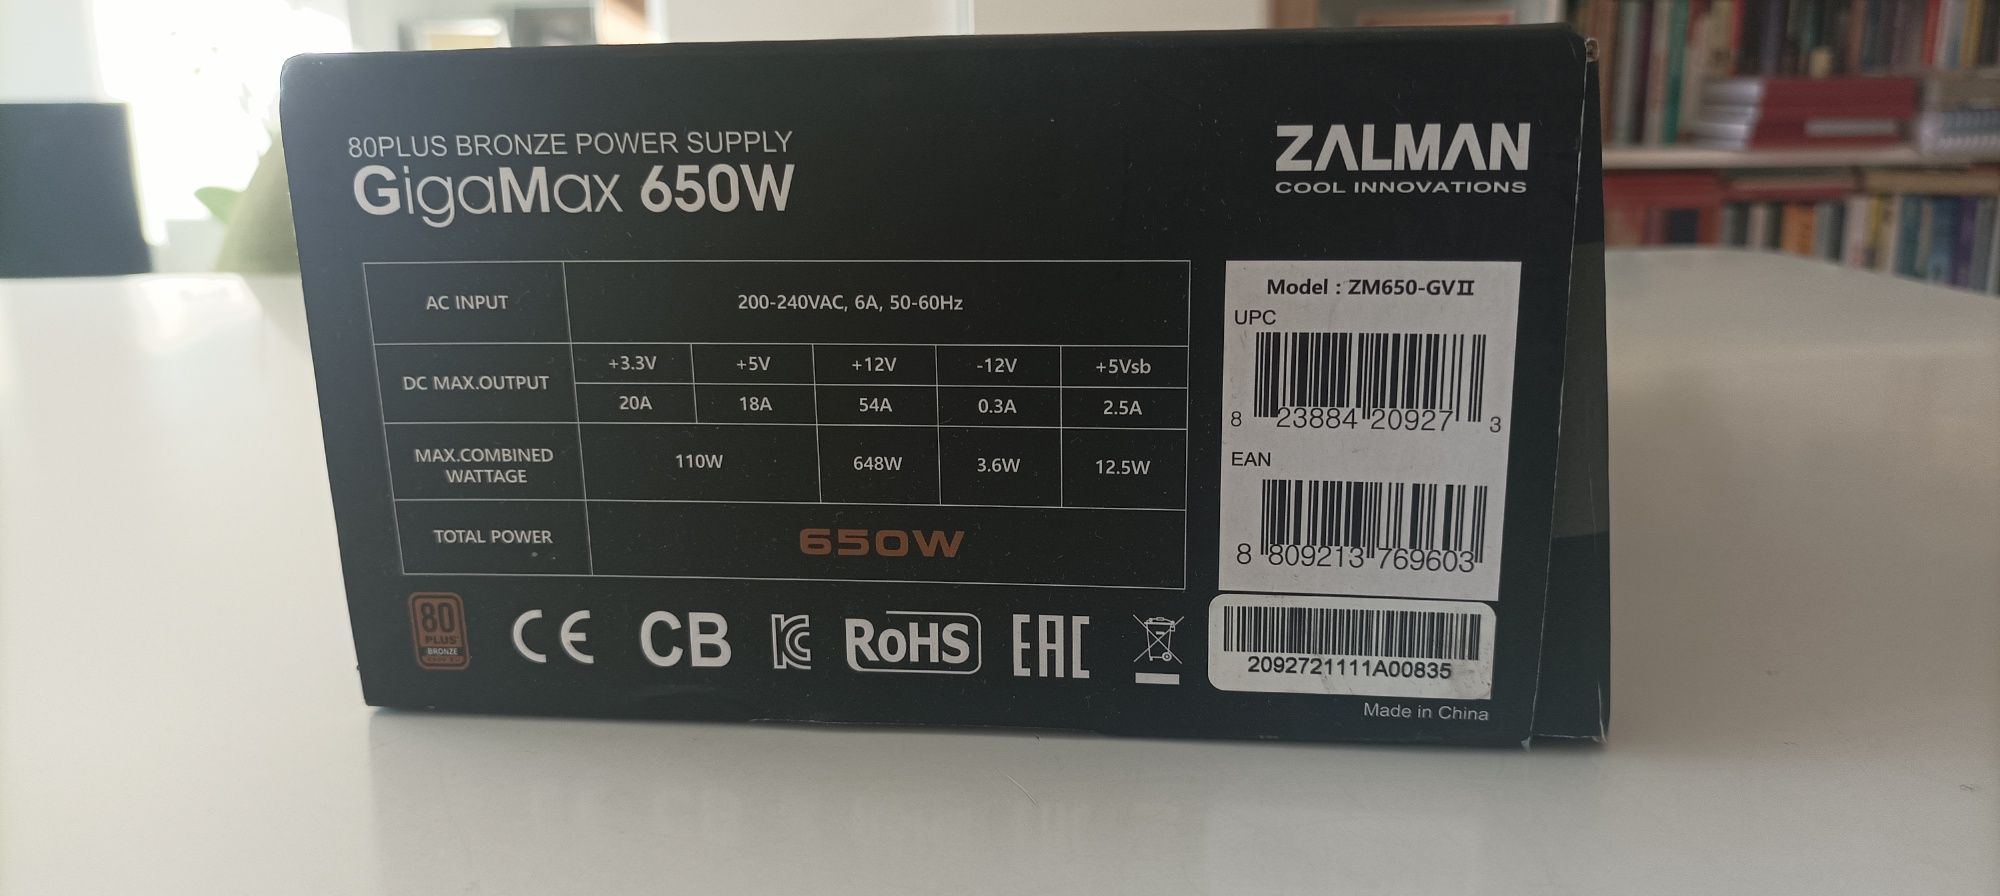 80PLUS BRONZE POWER SUPPLY
GigaMax 650W
ZALMAN
COOL INNOVATIONS
AC INPUT 200-240VAC, 6A, 50-60Hz
DC MAX.OUTPUT +3.3V +5V +12V -12V +5Vsb
20A 18A 54A 0.3A 2.5A
MAX.COMBINED WATTAGE 110W 648W 3.6W 12.5W
TOTAL POWER 650W
Model : ZM650-GVⅡ
UPC
8 23884 20927 3
EAN
8 809213 769603
80
PLUS
BRONZE
CE CB KC RoHS EAC
2092721111A00835
Made in China